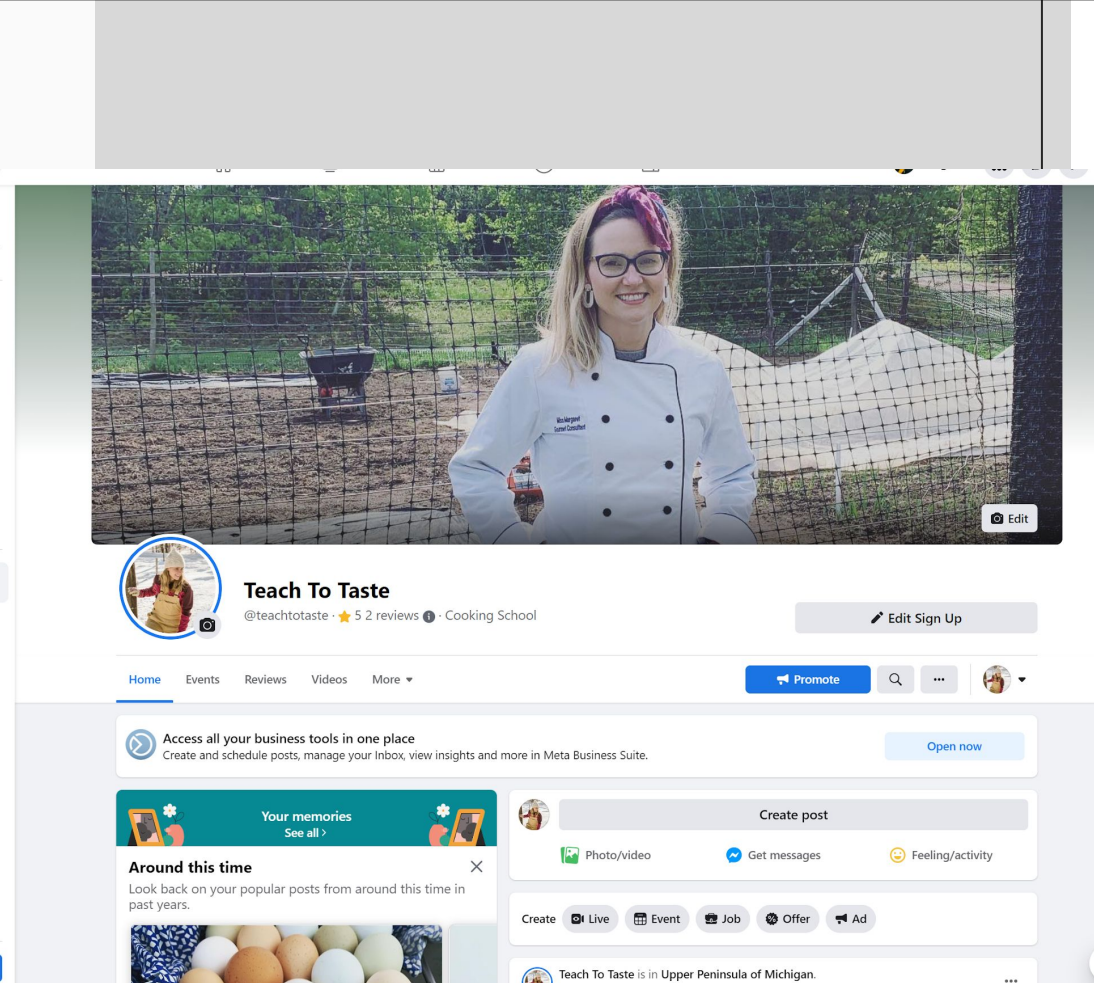 Miss Margaret
Gourmet Consultant
Edit
Teach To Taste
@teachtotaste · 5 2 reviews · Cooking School
Edit Sign Up
Home Events Reviews Videos More
Promote
Access all your business tools in one place
Create and schedule posts, manage your Inbox, view insights and more in Meta Business Suite.
Open now
Your memories
See all >
Around this time
Look back on your popular posts from around this time in
past years.
Create post
Photo/video Get messages Feeling/activity
Create Live Event Job Offer Ad
Teach To Taste is in Upper Peninsula of Michigan.